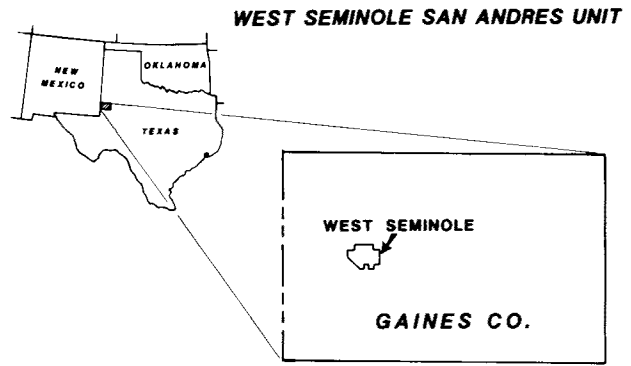 WEST SEMINOLE SAN ANDRES UNIT
OKLAHOMA
NEW
MEXICO
TEXAS
WEST SEMINOLE
GAINES CO.